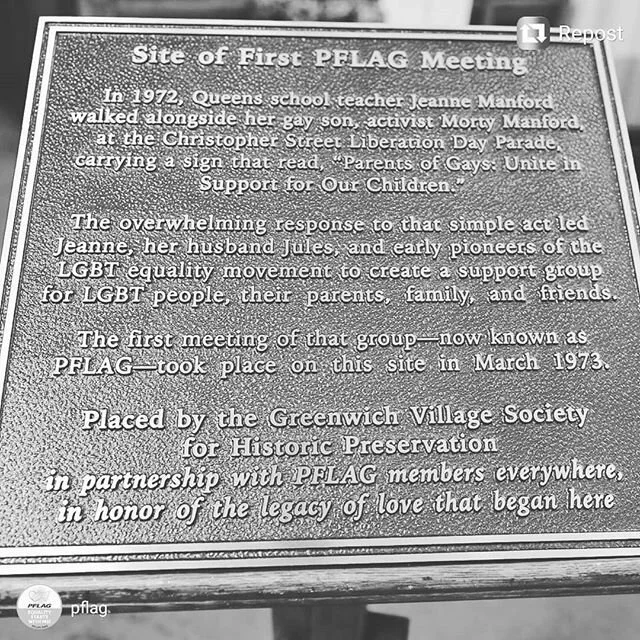 Repost
Site of First PFLAG Meeting
In 1972, Queens school teacher Jeanne Manford
walked alongside her gay son, activist Morty Manford,
at the Christopher Street Liberation Day Parade,
carrying a sign that read, “Parents of Gays: Unite in
Support for Our Children.”
The overwhelming response to that simple act led
Jeanne, her husband Jules, and early pioneers of the
LGBT equality movement to create a support group
for LGBT people, their parents, family, and friends.
The first meeting of that group—now known as
PFLAG—took place on this site in March 1973.
Placed by the Greenwich Village Society
for Historic Preservation
in partnership with PFLAG members everywhere,
in honor of the legacy of love that began here
PFLAG
EQUALITY
STARTS
pflag